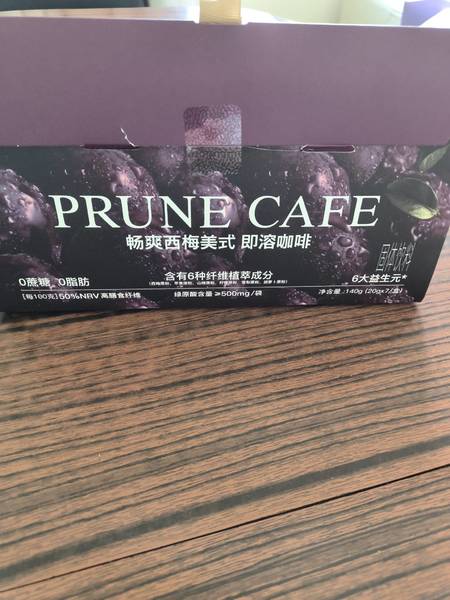 PRUNE CAFE
畅爽西梅美式 即溶咖啡
固体饮料
0蔗糖 0脂肪
[每100克] 50%NRV 高膳食纤维
含有6种纤维植萃成分
绿原酸含量≥500mg/袋
6大益生元*
净含量:140g (20g×7/盒)